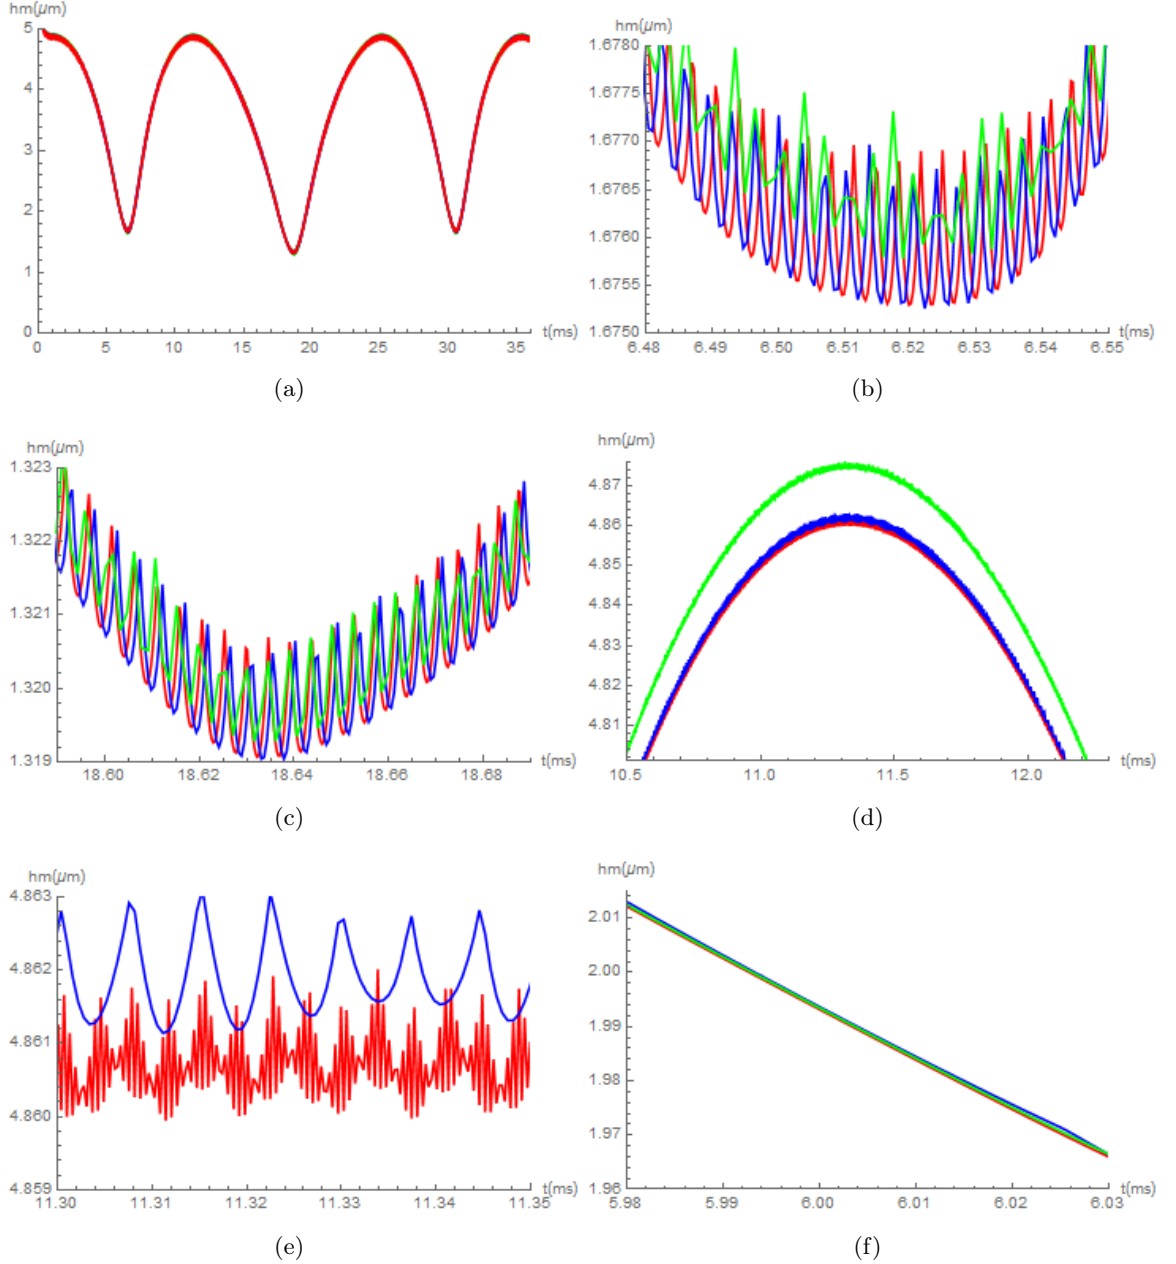 hm(μm)
5
4
3
2
1
0
0 5 10 15 20 25 30 35 t(ms)
(a)
hm(μm)
1.6780
1.6775
1.6770
1.6765
1.6760
1.6755
1.6750
6.48 6.49 6.50 6.51 6.52 6.53 6.54 6.55 t(ms)
(b)
hm(μm)
1.323
1.322
1.321
1.320
1.319
18.60 18.62 18.64 18.66 18.68 t(ms)
(c)
hm(μm)
4.87
4.86
4.85
4.84
4.83
4.82
4.81
10.5 11.0 11.5 12.0 t(ms)
(d)
hm(μm)
4.863
4.862
4.861
4.860
4.859
11.30 11.31 11.32 11.33 11.34 11.35 t(ms)
(e)
hm(μm)
2.01
2.00
1.99
1.98
1.97
1.96
5.98 5.99 6.00 6.01 6.02 6.03 t(ms)
(f)